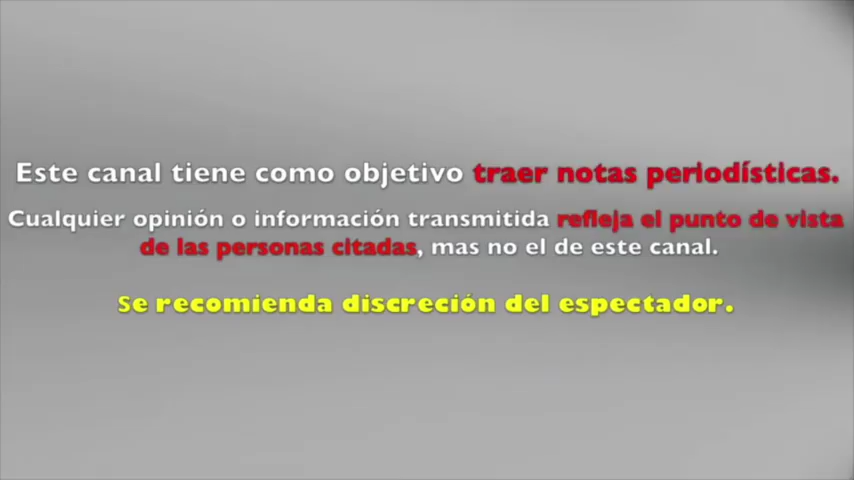 Este canal tiene como objetivo traer notas periodísticas.
Cualquier opinión o información transmitida refleja el punto de vista
de las personas citadas, mas no el de este canal.
Se recomienda discreción del espectador.